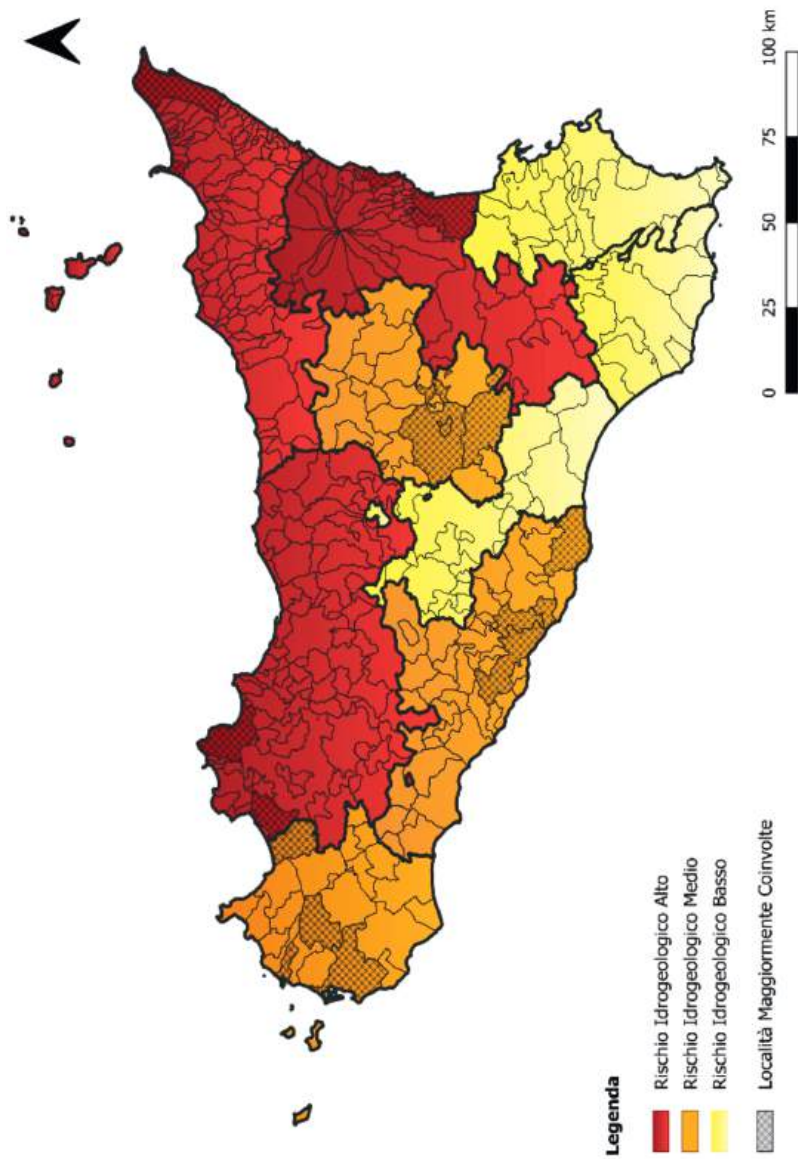 Legenda
Rischio Idrogeologico Alto
Rischio Idrogeologico Medio
Rischio Idrogeologico Basso
Località Maggiormente Coinvolte
0 25 50 75 100 km